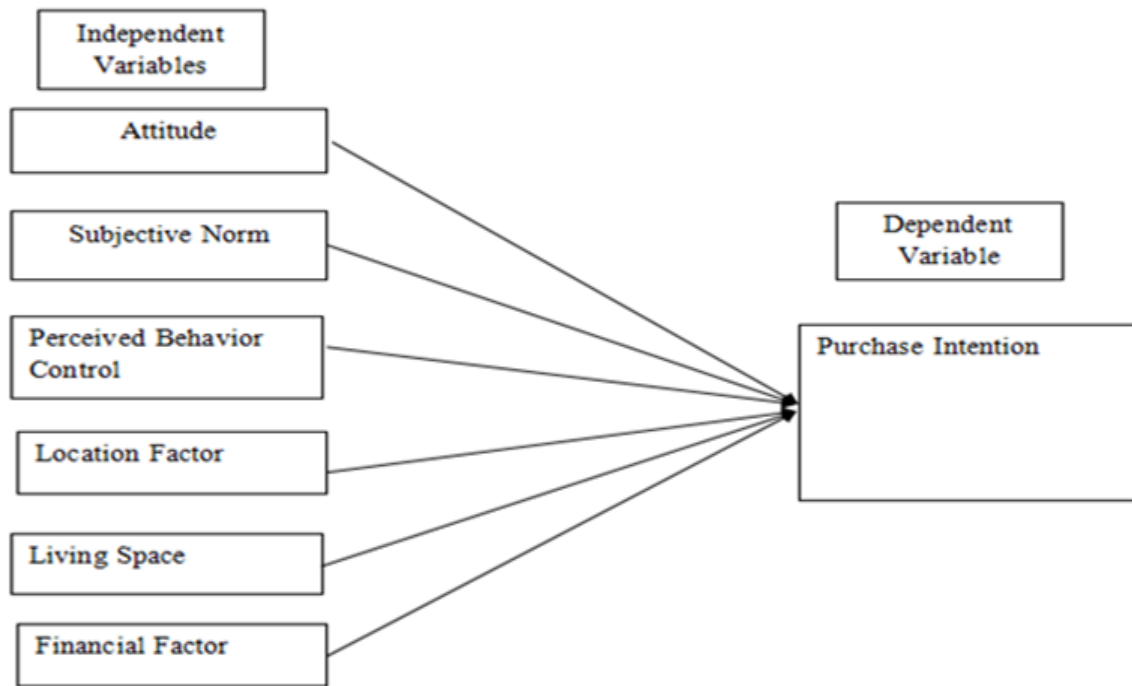 Independent
Variables
Attitude
Subjective Norm
Perceived Behavior
Control
Location Factor
Living Space
Financial Factor
Dependent
Variable
Purchase Intention